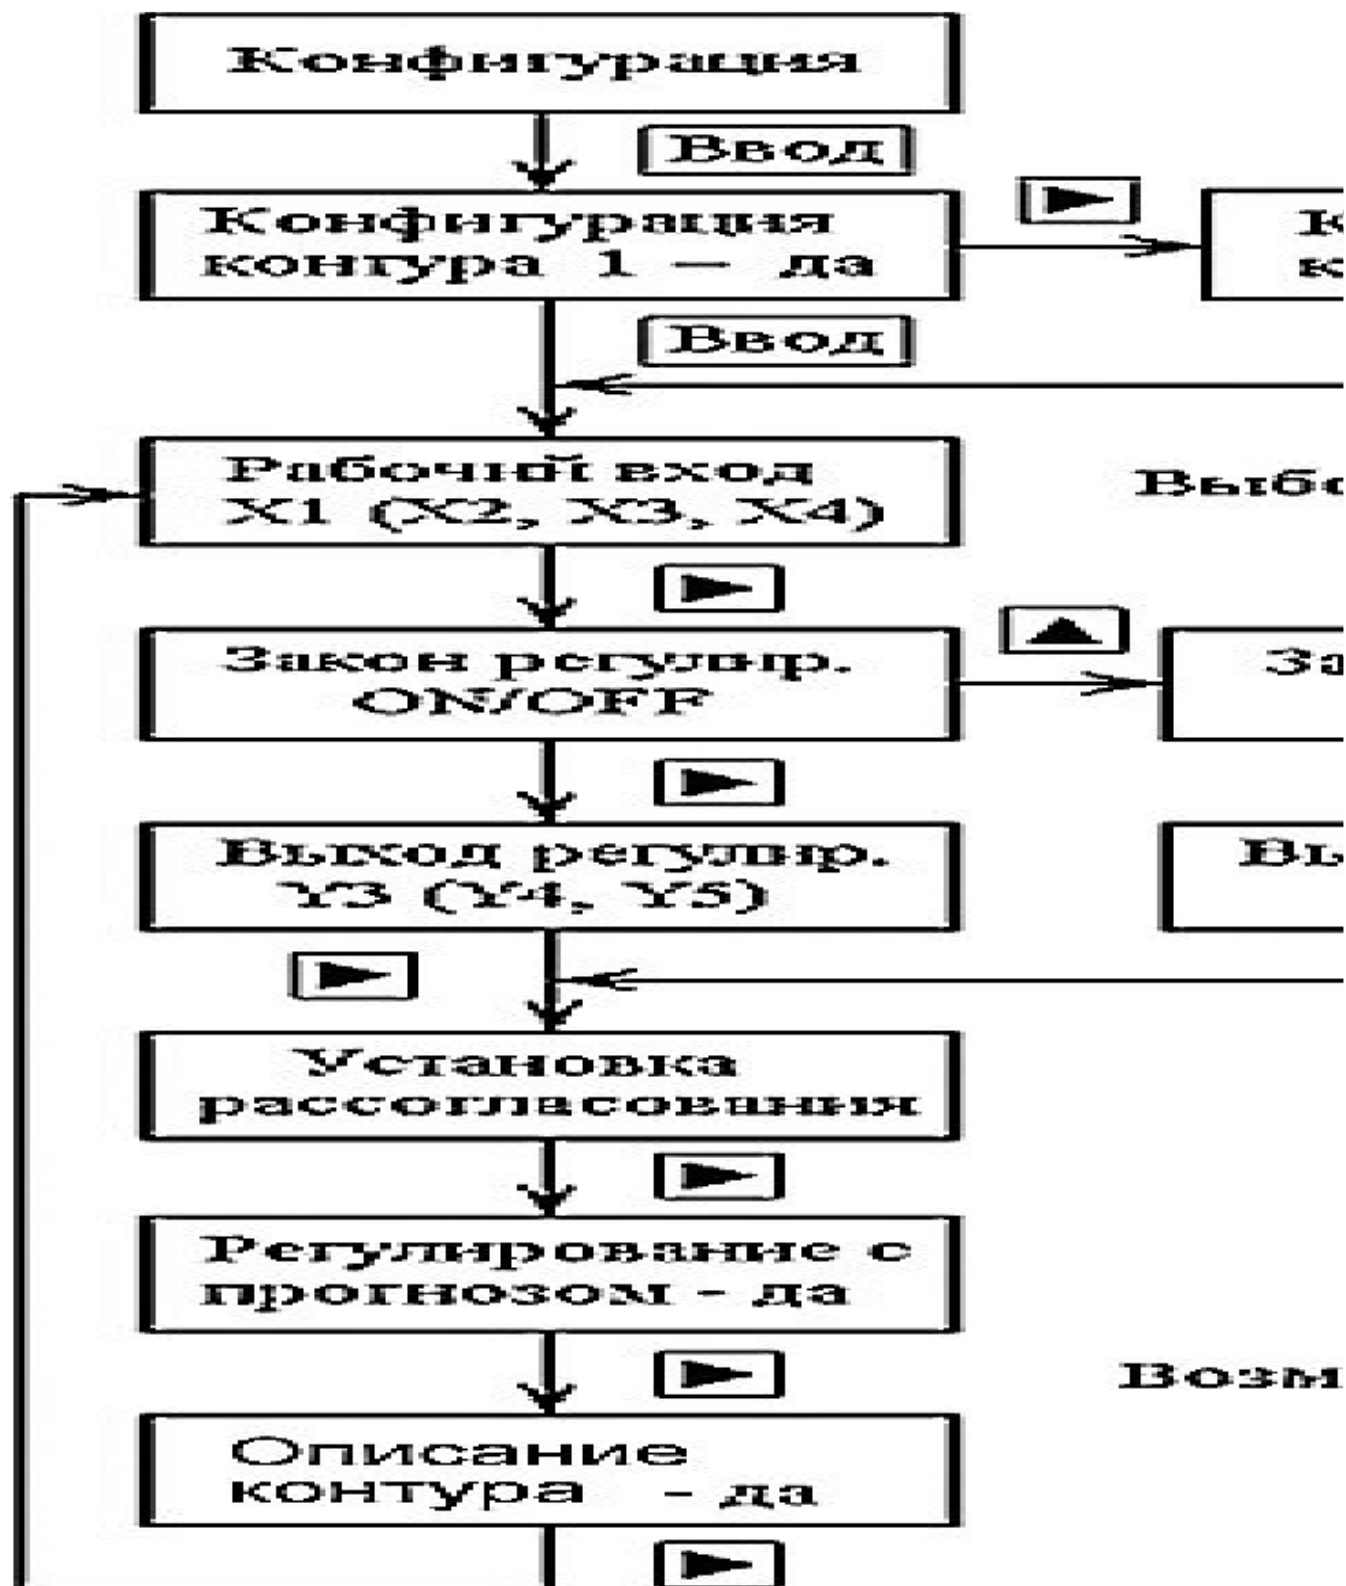 Конфигурация
Ввод
Конфигурация
контура 1 – да
Ввод
Рабочий вход
X1 (X2, X3, X4)
Закон регулир.
ON/OFF
Выход регулир.
Y3 (Y4, Y5)
Установка
рассогласования
Регулирование с
прогнозом - да
Описание
контура - да